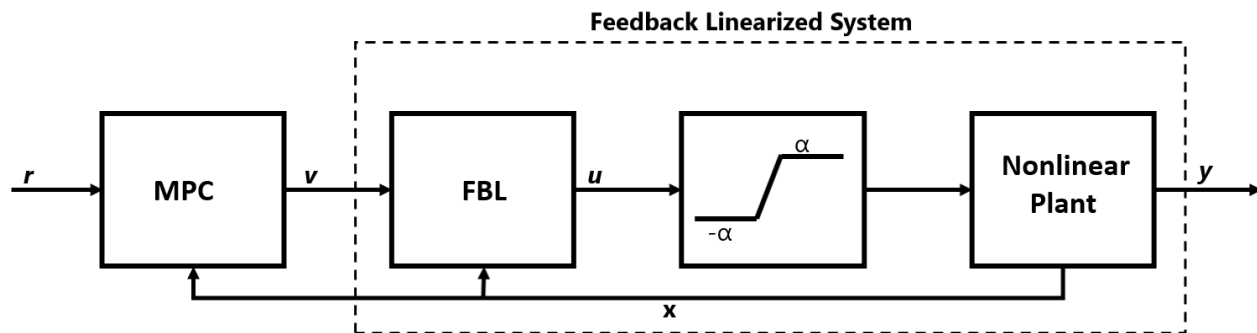 Feedback Linearized System
r
MPC
v
FBL
u
α
-α
Nonlinear
Plant
y
x